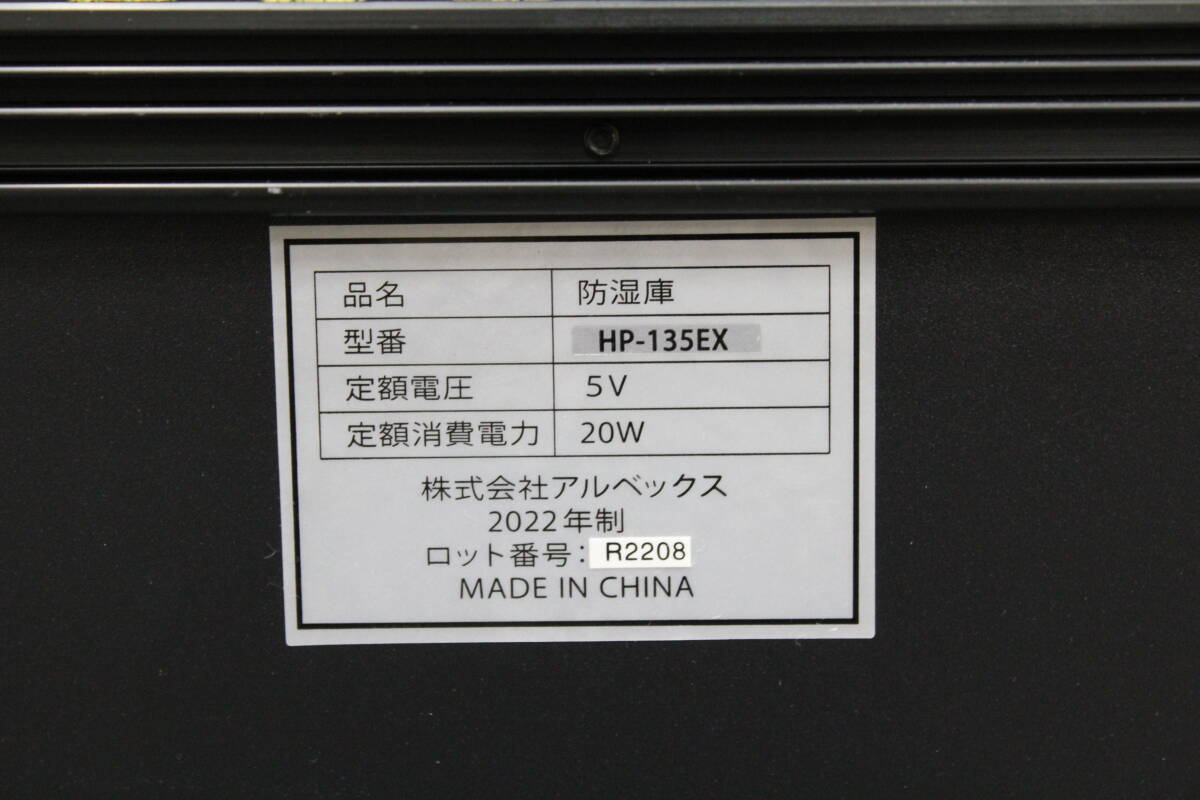 品名 防湿庫
型番 HP-135EX
定額電圧 5V
定額消費電力 20W
株式会社アルベックス
2022年制
ロット番号: R2208
MADE IN CHINA